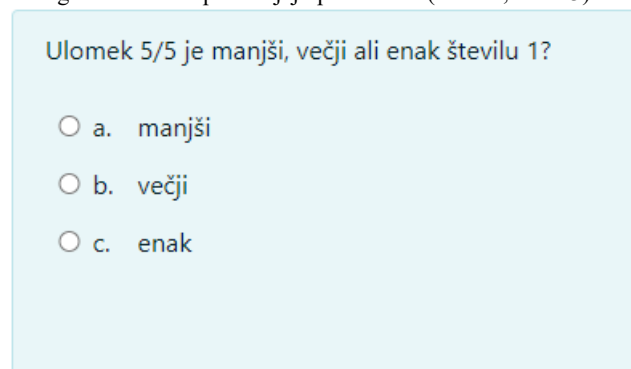 Ulomek 5/5 je manjši, večji ali enak številu 1?
a. manjši
b. večji
c. enak